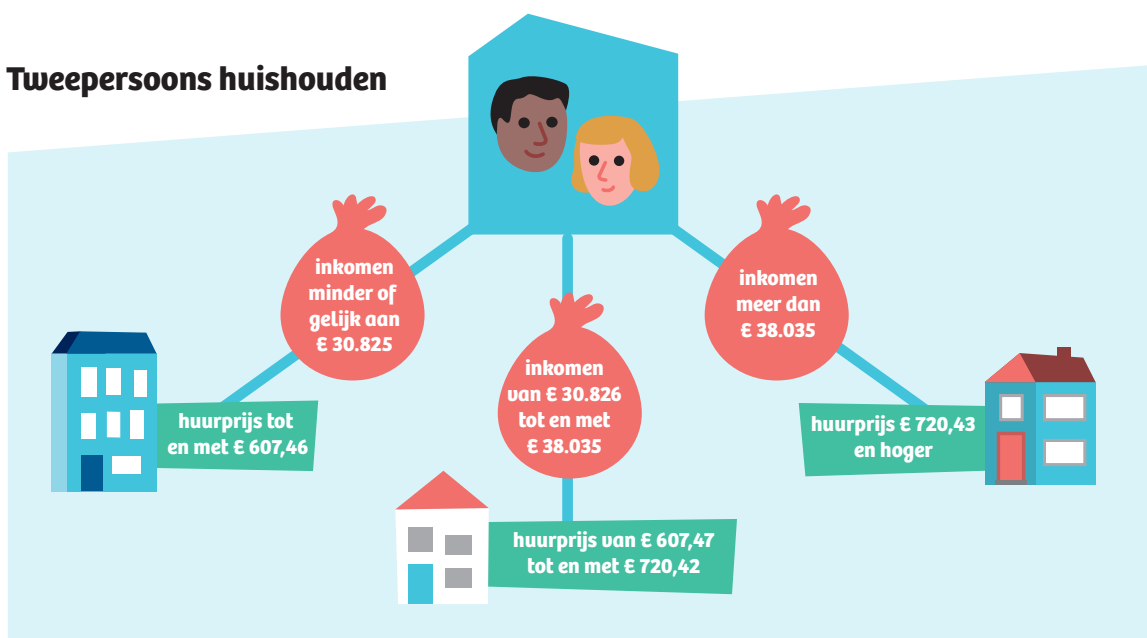 Tweepersoons huishouden
inkomen
minder of
gelijk aan
€ 30.825
huurprijs tot
en met € 607,46
inkomen
van € 30.826
tot en met
€ 38.035
huurprijs van € 607,47
tot en met € 720,42
inkomen
meer dan
€ 38.035
huurprijs € 720,43
en hoger